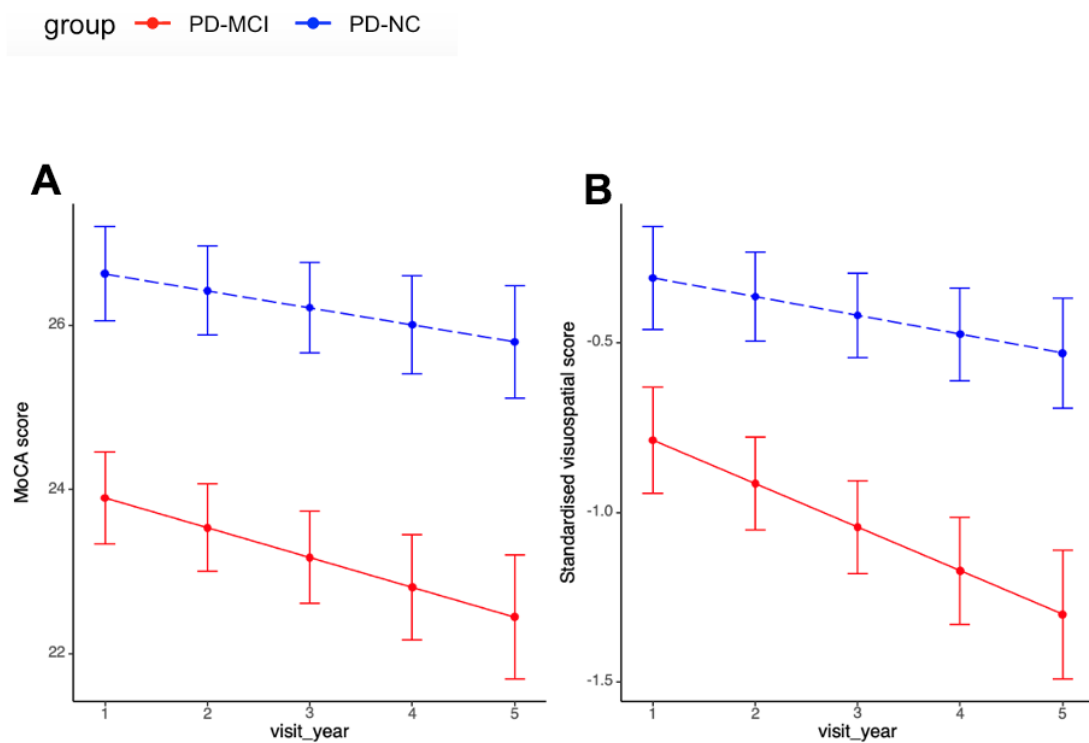 group PD-MCI PD-NC
A
MoCA score
26
24
22
1 2 3 4 5
visit_year
B
Standardised visuospatial score
-0.5
-1.0
-1.5
1 2 3 4 5
visit_year